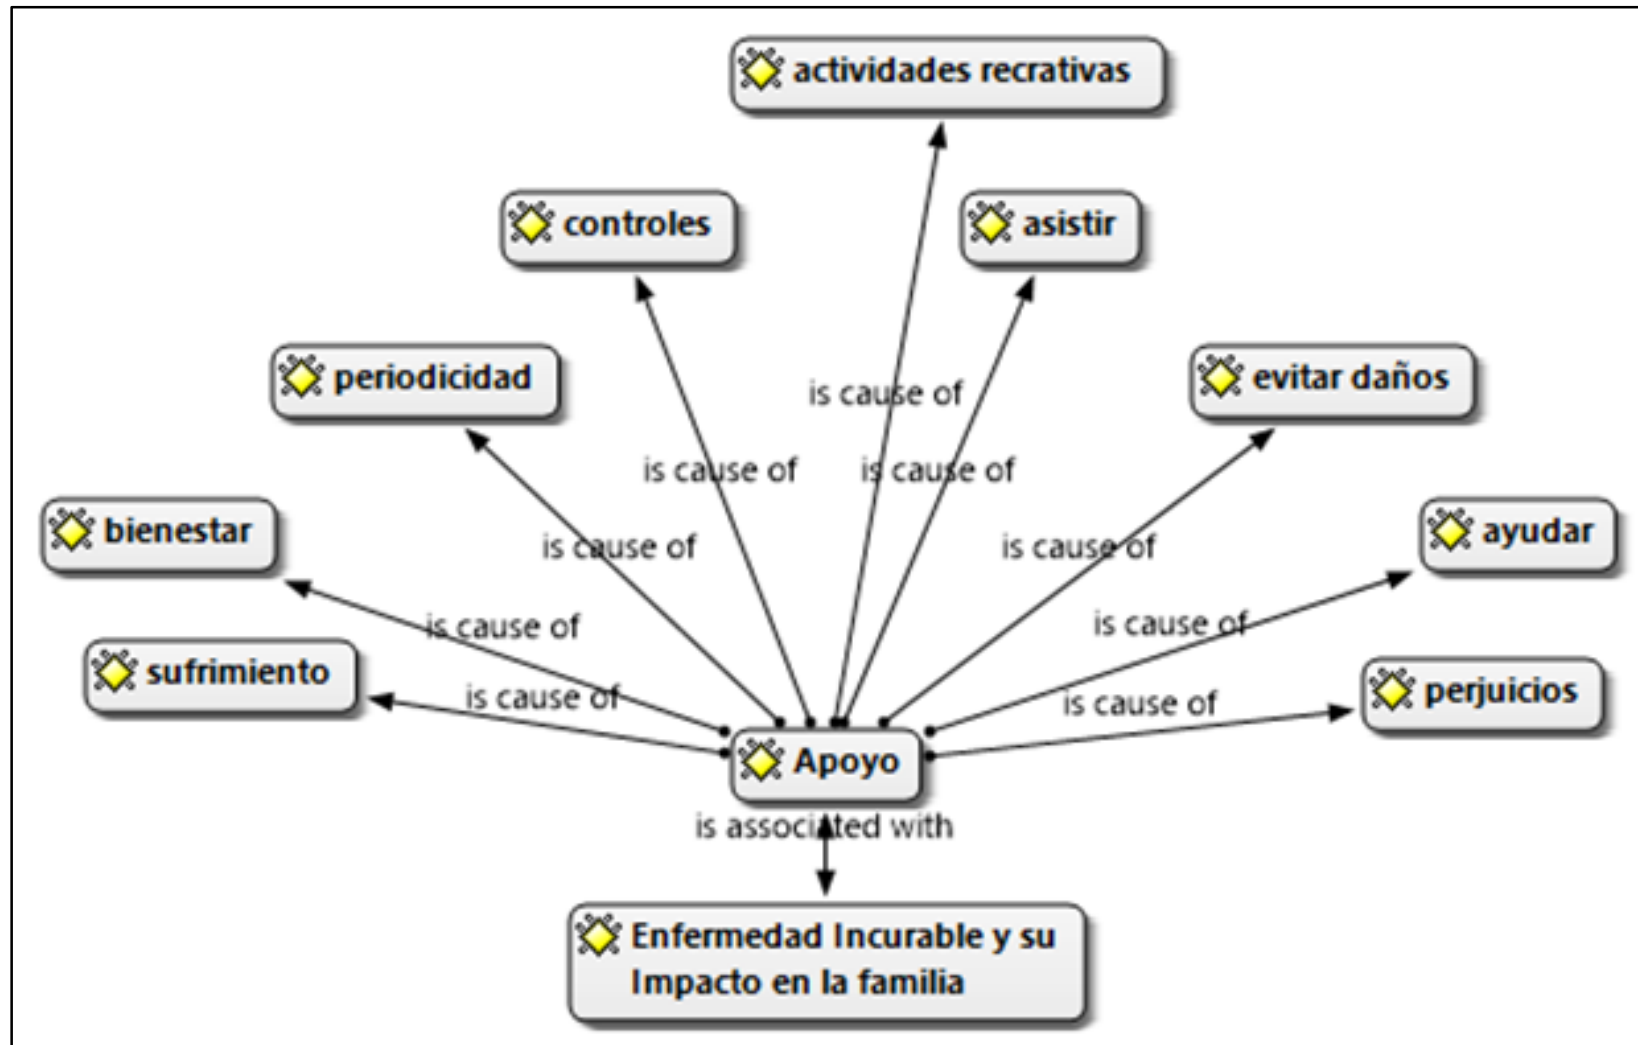 actividades recrativas
controles
asistir
periodicidad
evitar daños
is cause of
is cause of
is cause of
bienestar
ayudar
is cause of
is cause of
is cause of
is cause of
sufrimiento
perjuicios
is cause of
is cause of
Apoyo
is associated with
Enfermedad Incurable y su
Impacto en la familia